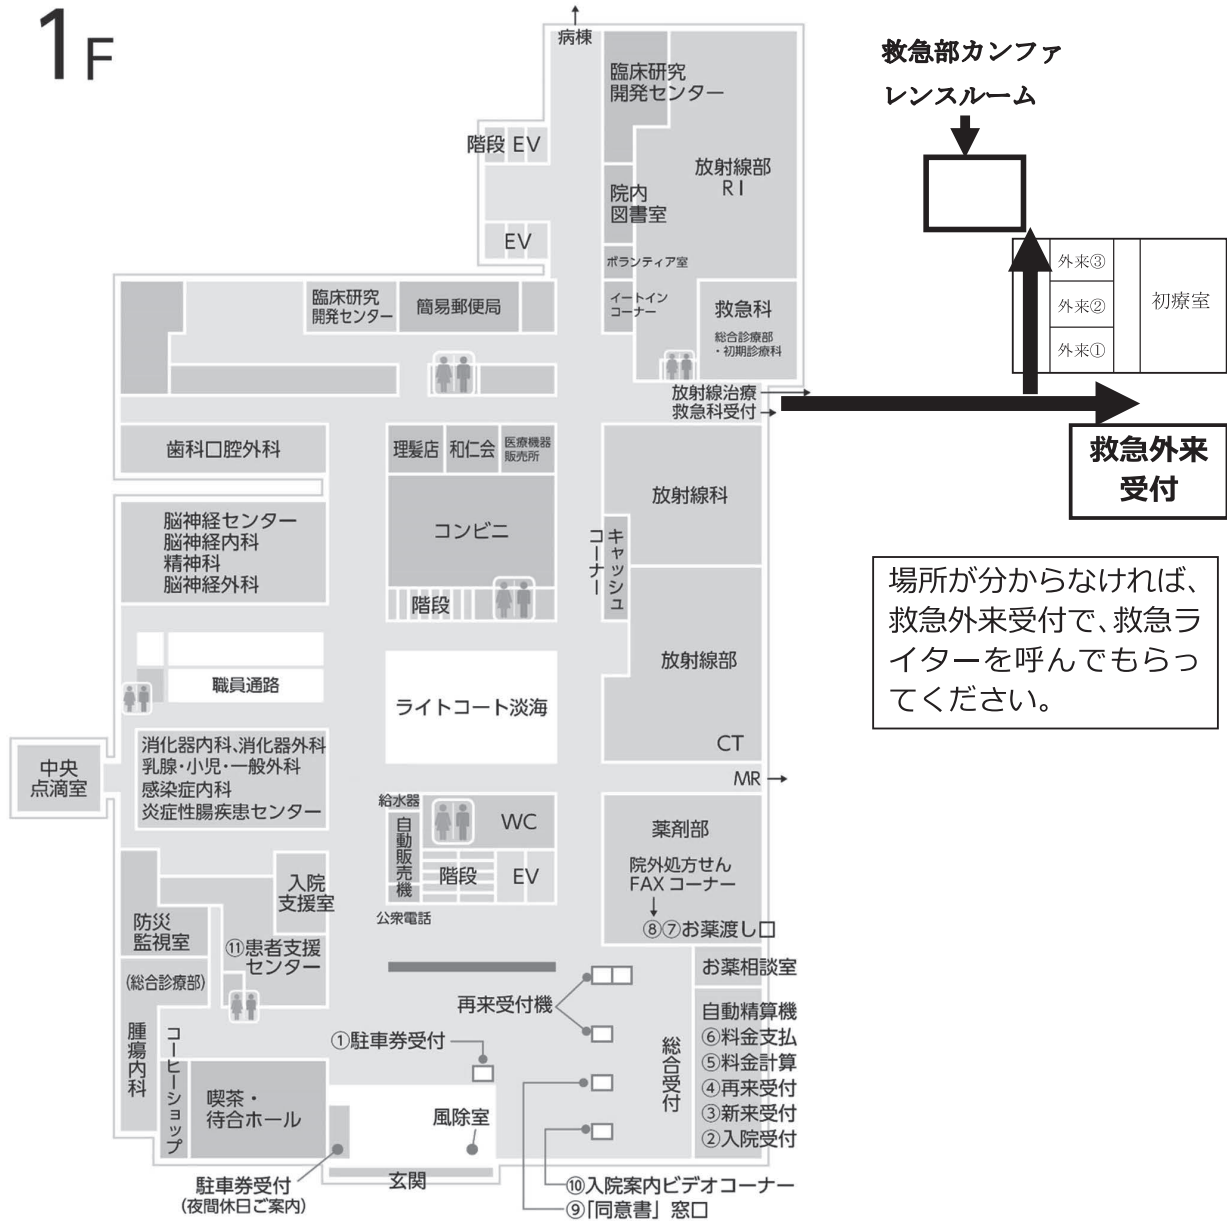 1F
病棟
臨床研究
開発センター
階段
EV
放射線部
RI
院内
図書室
EV
ボランティア室
イートイン
コーナー
救急科
総合診療部
・初期診療科
臨床研究
開発センター
簡易郵便局
放射線治療
救急科受付
救急部カンファ
レンスルーム
外来③
外来②
外来①
初療室
救急外来
受付
場所が分からなければ、
救急外来受付で、救急ラ
イターを呼んでもらっ
てください。
歯科口腔外科
理髪店
和仁会
医療機器
販売所
放射線科
脳神経センター
脳神経内科
精神科
脳神経外科
コンビニ
キャッシュ
コーナー
階段
放射線部
CT
職員通路
ライトコート淡海
中央
点滴室
消化器内科、消化器外科
乳腺・小児・一般外科
感染症内科
炎症性腸疾患センター
MR
給水器
自動販売機
WC
階段
EV
公衆電話
薬剤部
院外処方せん
FAXコーナー
⑧⑦お薬渡し口
入院
支援室
防災
監視室
⑪患者支援
センター
(総合診療部)
お薬相談室
再来受付機
①駐車券受付
自動精算機
⑥料金支払
⑤料金計算
④再来受付
③新来受付
②入院受付
総合受付
腫瘍内科
コーヒーショップ
喫茶・
待合ホール
風除室
駐車券受付
(夜間休日ご案内)
玄関
⑩入院案内ビデオコーナー
⑨「同意書」窓口